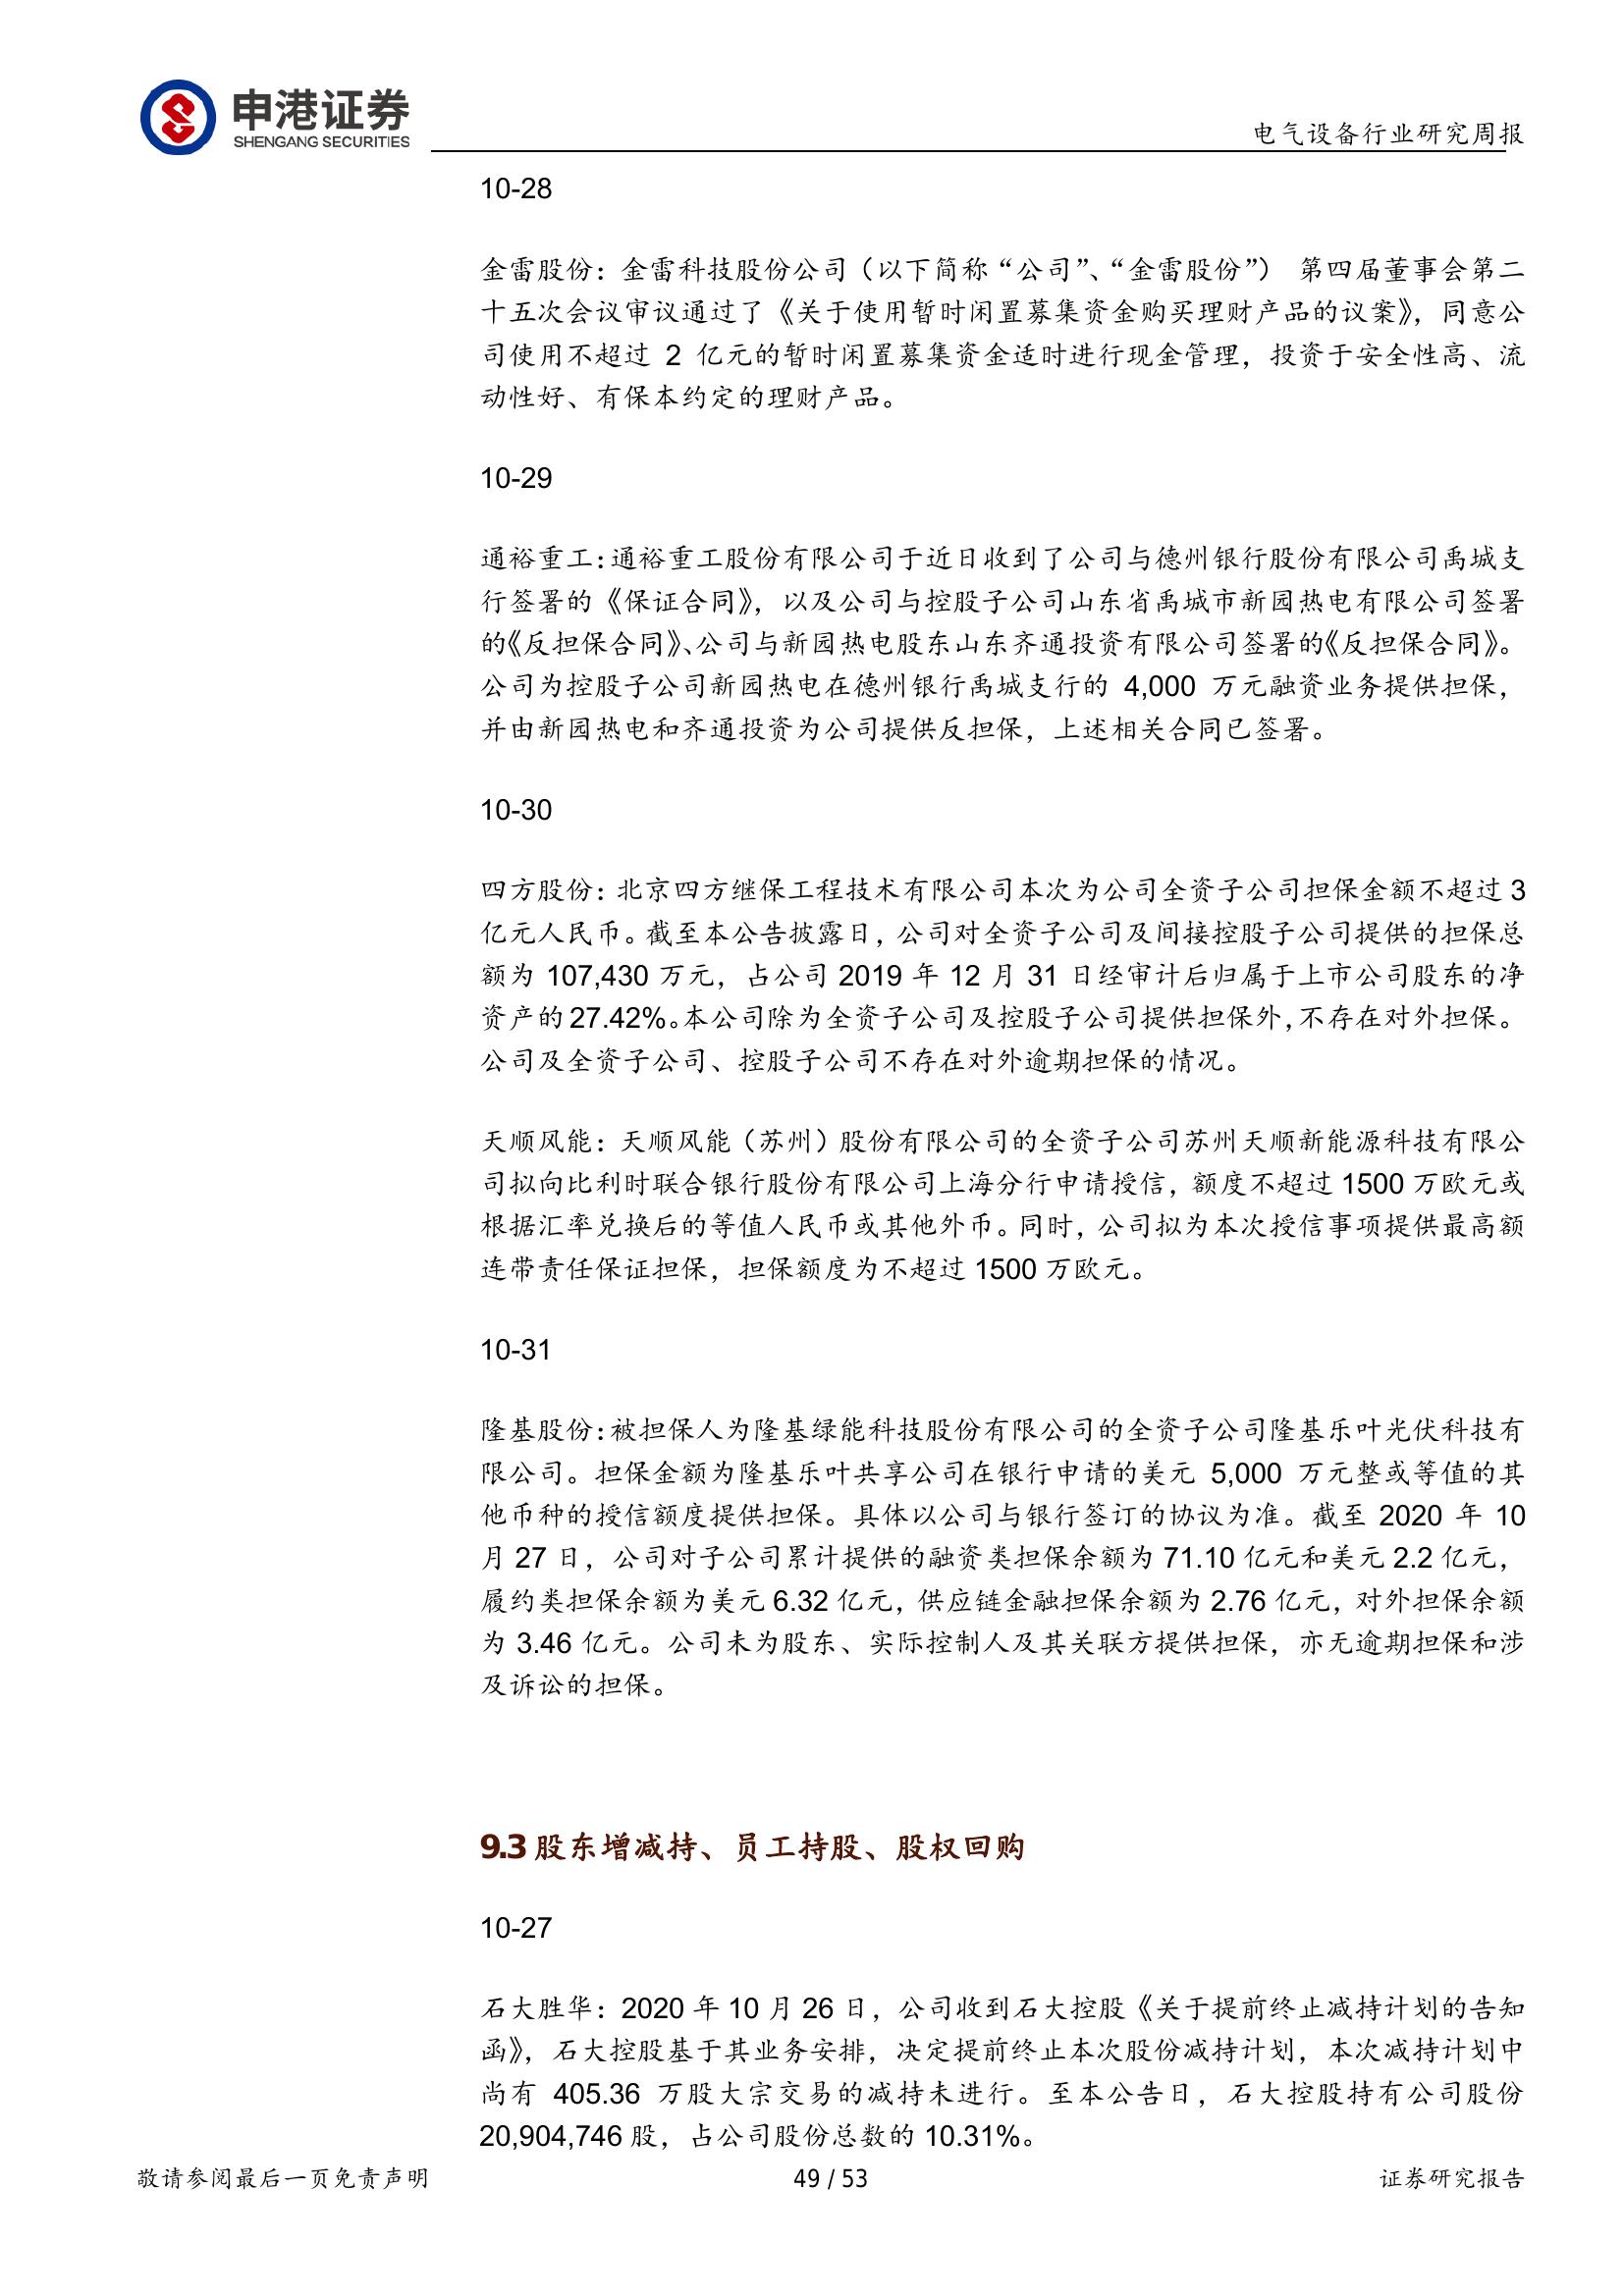 申港证券
SHENGANG SECURITIES
电气设备行业研究周报
10-28
金雷股份：金雷科技股份公司（以下简称“公司”、“金雷股份”） 第四届董事会第二
十五次会议审议通过了《关于使用暂时闲置募集资金购买理财产品的议案》，同意公
司使用不超过 2 亿元的暂时闲置募集资金适时进行现金管理，投资于安全性高、流
动性好、有保本约定的理财产品。
10-29
通裕重工：通裕重工股份有限公司于近日收到了公司与德州银行股份有限公司禹城支
行签署的《保证合同》，以及公司与控股子公司山东省禹城市新园热电有限公司签署
的《反担保合同》、公司与新园热电股东山东齐通投资有限公司签署的《反担保合同》。
公司为控股子公司新园热电在德州银行禹城支行的 4,000 万元融资业务提供担保，
并由新园热电和齐通投资为公司提供反担保，上述相关合同已签署。
10-30
四方股份：北京四方继保工程技术有限公司本次为公司全资子公司担保金额不超过 3
亿元人民币。截至本公告披露日，公司对全资子公司及间接控股子公司提供的担保总
额为 107,430 万元，占公司 2019 年 12 月 31 日经审计后归属于上市公司股东的净
资产的 27.42%。本公司除为全资子公司及控股子公司提供担保外，不存在对外担保。
公司及全资子公司、控股子公司不存在对外逾期担保的情况。
天顺风能：天顺风能（苏州）股份有限公司的全资子公司苏州天顺新能源科技有限公
司拟向比利时联合银行股份有限公司上海分行申请授信，额度不超过 1500 万欧元或
根据汇率兑换后的等值人民币或其他外币。同时，公司拟为本次授信事项提供最高额
连带责任保证担保，担保额度为不超过 1500 万欧元。
10-31
隆基股份：被担保人为隆基绿能科技股份有限公司的全资子公司隆基乐叶光伏科技有
限公司。担保金额为隆基乐叶共享公司在银行申请的美元 5,000 万元整或等值的其
他币种的授信额度提供担保。具体以公司与银行签订的协议为准。截至 2020 年 10
月 27 日，公司对子公司累计提供的融资类担保余额为 71.10 亿元和美元 2.2 亿元，
履约类担保余额为美元 6.32 亿元，供应链金融担保余额为 2.76 亿元，对外担保余额
为 3.46 亿元。公司未为股东、实际控制人及其关联方提供担保，亦无逾期担保和涉
及诉讼的担保。
9.3 股东增减持、员工持股、股权回购
10-27
石大胜华：2020 年 10 月 26 日，公司收到石大控股《关于提前终止减持计划的告知
函》，石大控股基于其业务安排，决定提前终止本次股份减持计划，本次减持计划中
尚有 405.36 万股大宗交易的减持未进行。至本公告日，石大控股持有公司股份
20,904,746 股，占公司股份总数的 10.31%。
敬请参阅最后一页免责声明
49 / 53
证券研究报告